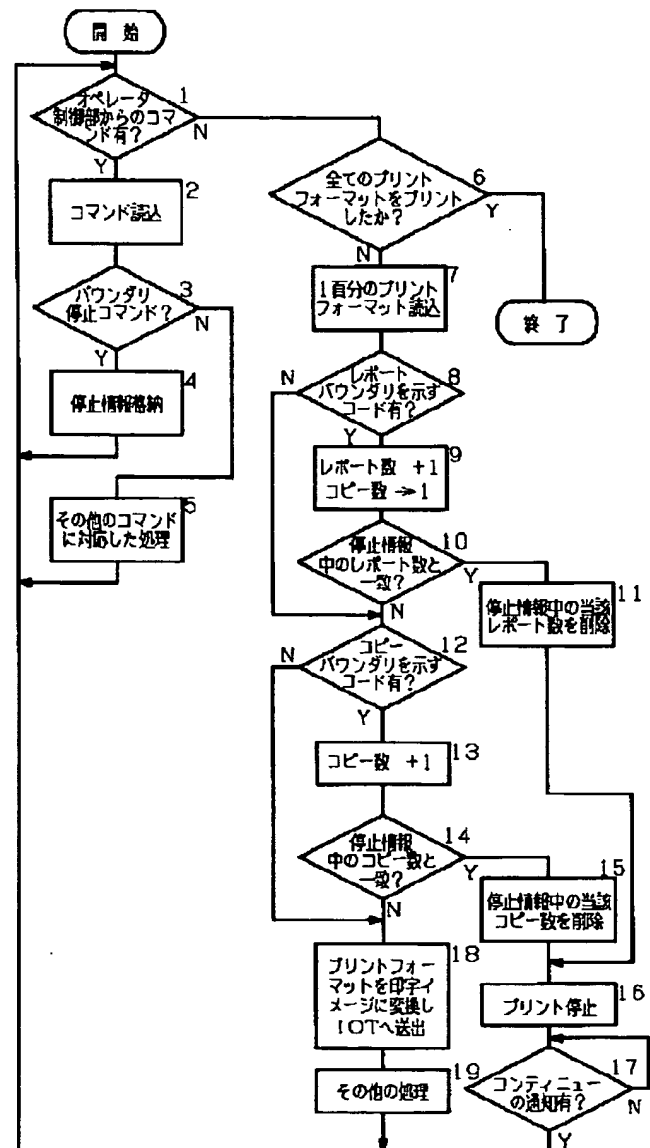 開 始
オペレータ
制御部からのコマ
ンド有?
1
N
Y
2
コマンド読込
バウンダリ
停止コマンド?
3
N
Y
4
停止情報格納
5
その他のコマンド
に対応した処理
全てのプリント
フォーマットをプリント
したか?
6
Y
N
7
1頁分のプリント
フォーマット読込
終 了
レポート
バウンダリを示す
コード有?
8
N
Y
9
レポート数 +1
コピー数 → 1
停止情報
中のレポート数と
一致?
10
Y
N
11
停止情報中の当該
レポート数を削除
コピー
バウンダリを示す
コード有?
12
N
Y
13
コピー数 +1
停止情報
中のコピー数と
一致?
14
Y
N
15
停止情報中の当該
コピー数を削除
16
プリント停止
コンティニュー
の通知有?
17
N
Y
18
プリントフォー
マットを印字イ
メージに変換し
IOTへ送出
19
その他の処理